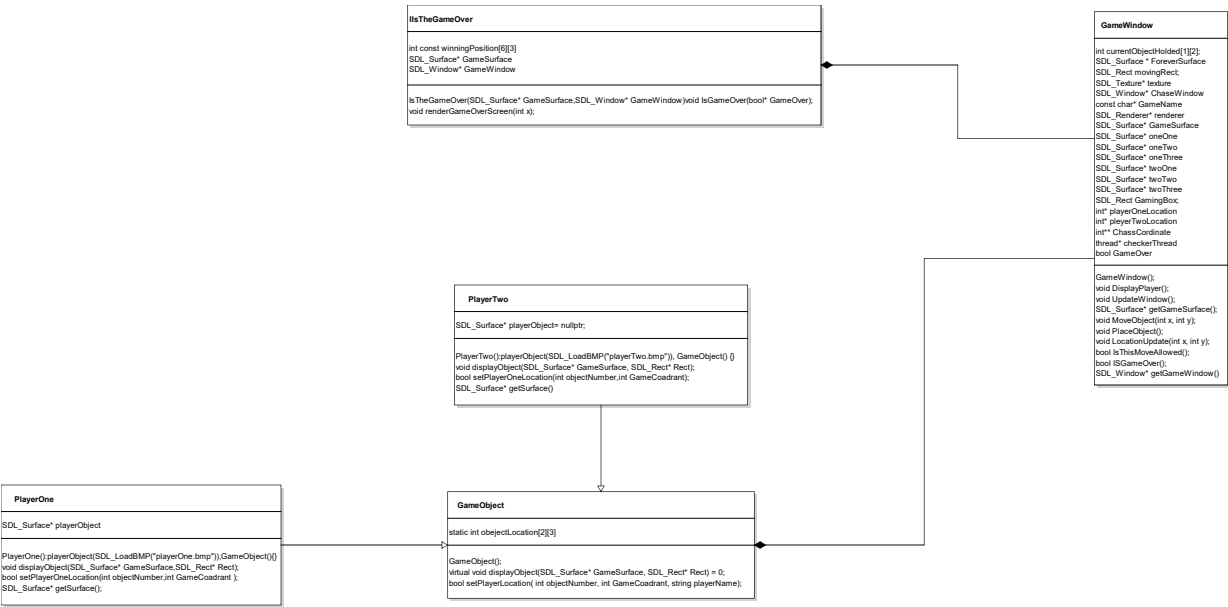 IIsTheGameOver
int const winningPosition[6][3]
SDL_Surface* GameSurface
SDL_Window* GameWindow
IsTheGameOver(SDL_Surface* GameSurface,SDL_Window* GameWindow)void IsGameOver(bool* GameOver);
void renderGameOverScreen(int x);
GameWindow
int currentObjectHolded[1][2];
SDL_Surface * ForeverSurface
SDL_Rect movingRect;
SDL_Texture* texture
SDL_Window* ChaseWindow
const char* GameName
SDL_Renderer* renderer
SDL_Surface* GameSurface
SDL_Surface* oneOne
SDL_Surface* oneTwo
SDL_Surface* oneThree
SDL_Surface* twoOne
SDL_Surface* twoTwo
SDL_Surface* twoThree
SDL_Rect GamingBox;
int* playerOneLocation
int* pleyerTwoLocation
int** ChassCordinate
thread* checkerThread
bool GameOver
GameWindow();
void DisplayPlayer();
void UpdateWindow();
SDL_Surface* getGameSurface();
void MoveObject(int x, int y);
void PlaceObject();
void LocationUpdate(int x, int y);
bool IsThisMoveAllowed();
bool ISGameOver();
SDL_Window* getGameWindow()
PlayerTwo
SDL_Surface* playerObject= nullptr;
PlayerTwo():playerObject(SDL_LoadBMP("playerTwo.bmp")), GameObject() {}
void displayObject(SDL_Surface* GameSurface, SDL_Rect* Rect);
bool setPlayerOneLocation(int objectNumber,int GameCoadrant);
SDL_Surface* getSurface()
PlayerOne
SDL_Surface* playerObject
PlayerOne():playerObject(SDL_LoadBMP("playerOne.bmp")),GameObject(){}
void displayObject(SDL_Surface* GameSurface,SDL_Rect* Rect);
bool setPlayerOneLocation(int objectNumber,int GameCoadrant );
SDL_Surface* getSurface();
GameObject
static int obejectLocation[2][3]
GameObject();
virtual void displayObject(SDL_Surface* GameSurface, SDL_Rect* Rect) = 0;
bool setPlayerLocation( int objectNumber, int GameCoadrant, string playerName);